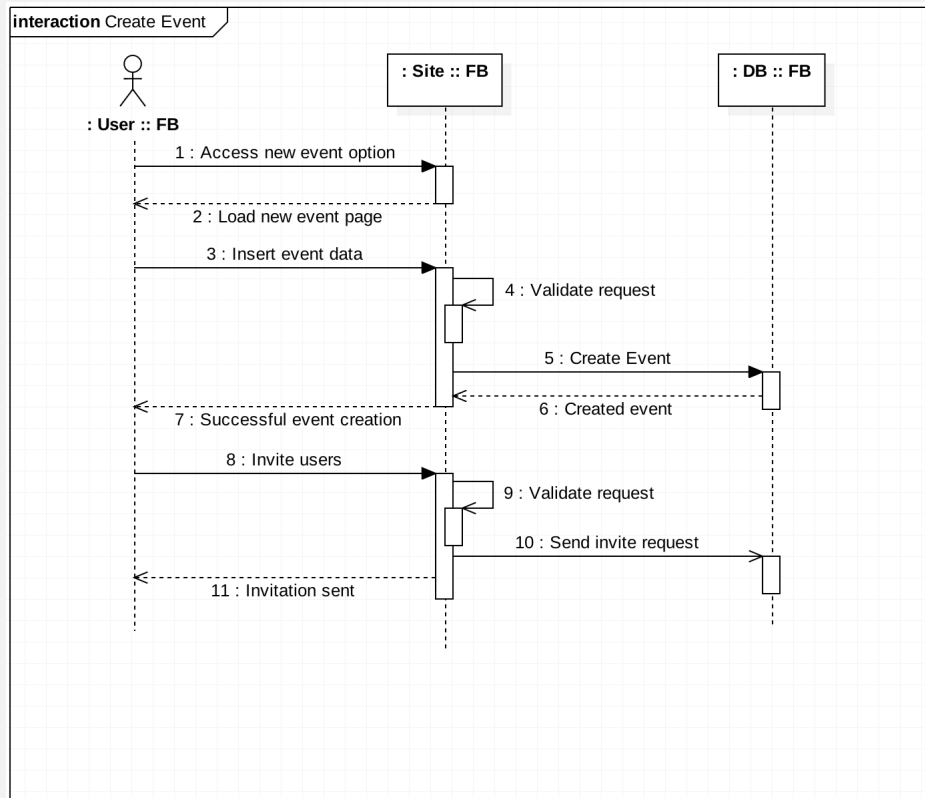 interaction Create Event
: User :: FB
: Site :: FB
: DB :: FB
1 : Access new event option
2 : Load new event page
3 : Insert event data
4 : Validate request
5 : Create Event
6 : Created event
7 : Successful event creation
8 : Invite users
9 : Validate request
10 : Send invite request
11 : Invitation sent